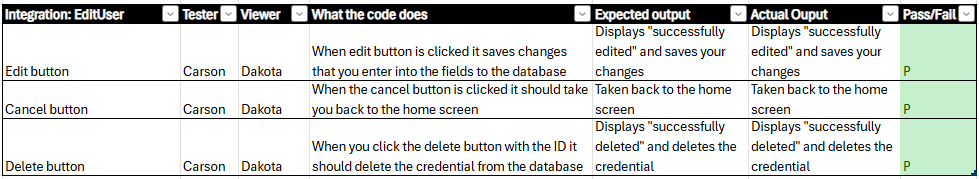 Integration: EditUser Tester Viewer What the code does Expected output Actual Ouput Pass/Fail
Edit button Carson Dakota When edit button is clicked it saves changes that you enter into the fields to the database Displays "successfully edited" and saves your changes Displays "successfully edited" and saves your changes P
Cancel button Carson Dakota When the cancel button is clicked it should take you back to the home screen Taken back to the home screen Taken back to the home screen P
Delete button Carson Dakota When you click the delete button with the ID it should delete the credential from the database Displays "successfully deleted" and deletes the credential Displays "successfully deleted" and deletes the credential P